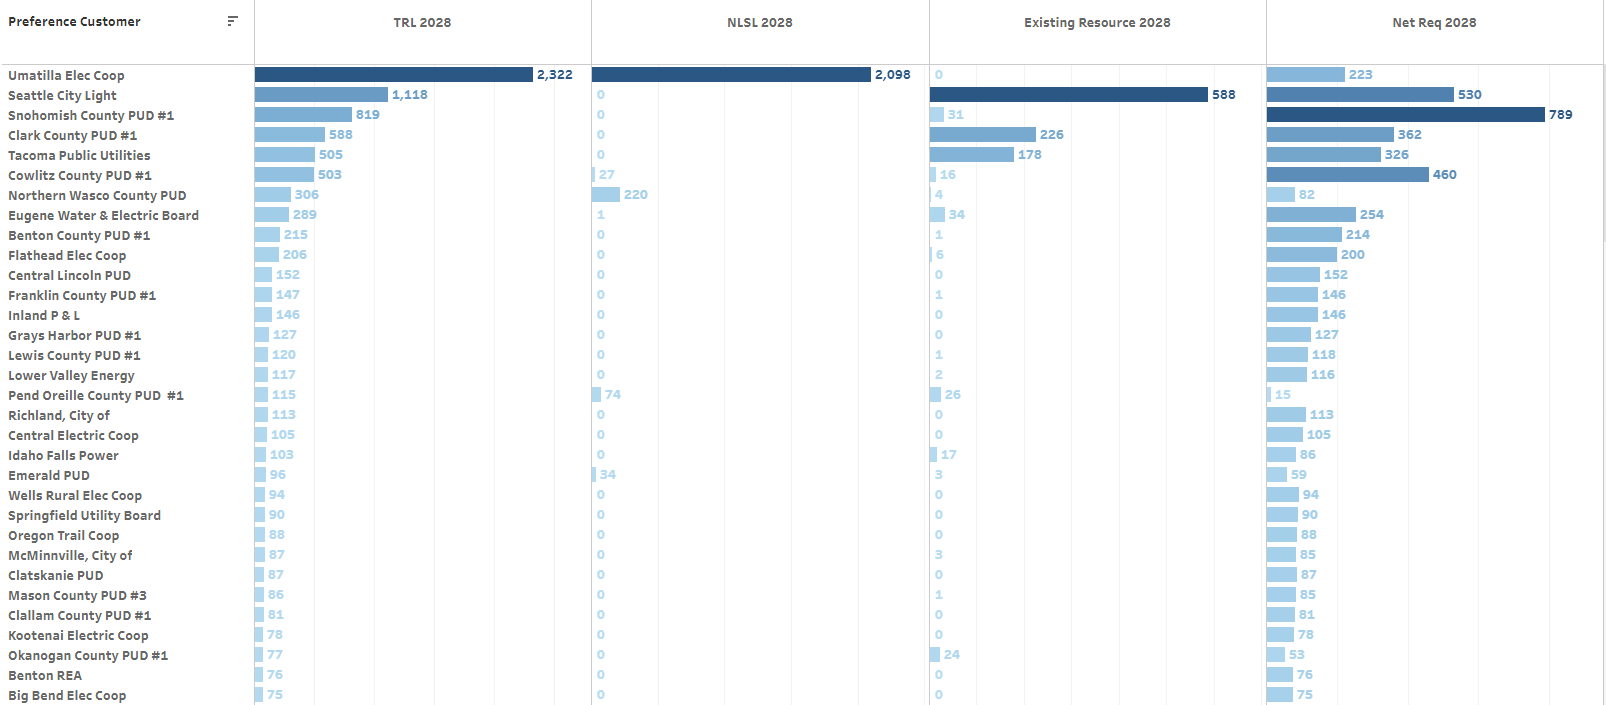 Preference Customer TRL 2028 NLSL 2028 Existing Resource 2028 Net Req 2028
Umatilla Elec Coop 2,322 2,098 0 223
Seattle City Light 1,118 0 588 530
Snohomish County PUD #1 819 0 31 789
Clark County PUD #1 588 0 226 362
Tacoma Public Utilities 505 0 178 326
Cowlitz County PUD #1 503 27 16 460
Northern Wasco County PUD 306 220 4 82
Eugene Water & Electric Board 289 1 34 254
Benton County PUD #1 215 0 1 214
Flathead Elec Coop 206 0 6 200
Central Lincoln PUD 152 0 0 152
Franklin County PUD #1 147 0 1 146
Inland P & L 146 0 0 146
Grays Harbor PUD #1 127 0 0 127
Lewis County PUD #1 120 0 1 118
Lower Valley Energy 117 0 2 116
Pend Oreille County PUD #1 115 74 26 15
Richland, City of 113 0 0 113
Central Electric Coop 105 0 0 105
Idaho Falls Power 103 0 17 86
Emerald PUD 96 34 3 59
Wells Rural Elec Coop 94 0 0 94
Springfield Utility Board 90 0 0 90
Oregon Trail Coop 88 0 0 88
McMinnville, City of 87 0 3 85
Clatskanie PUD 87 0 0 87
Mason County PUD #3 86 0 1 85
Clallam County PUD #1 81 0 0 81
Kootenai Electric Coop 78 0 0 78
Okanogan County PUD #1 77 0 24 53
Benton REA 76 0 0 76
Big Bend Elec Coop 75 0 0 75